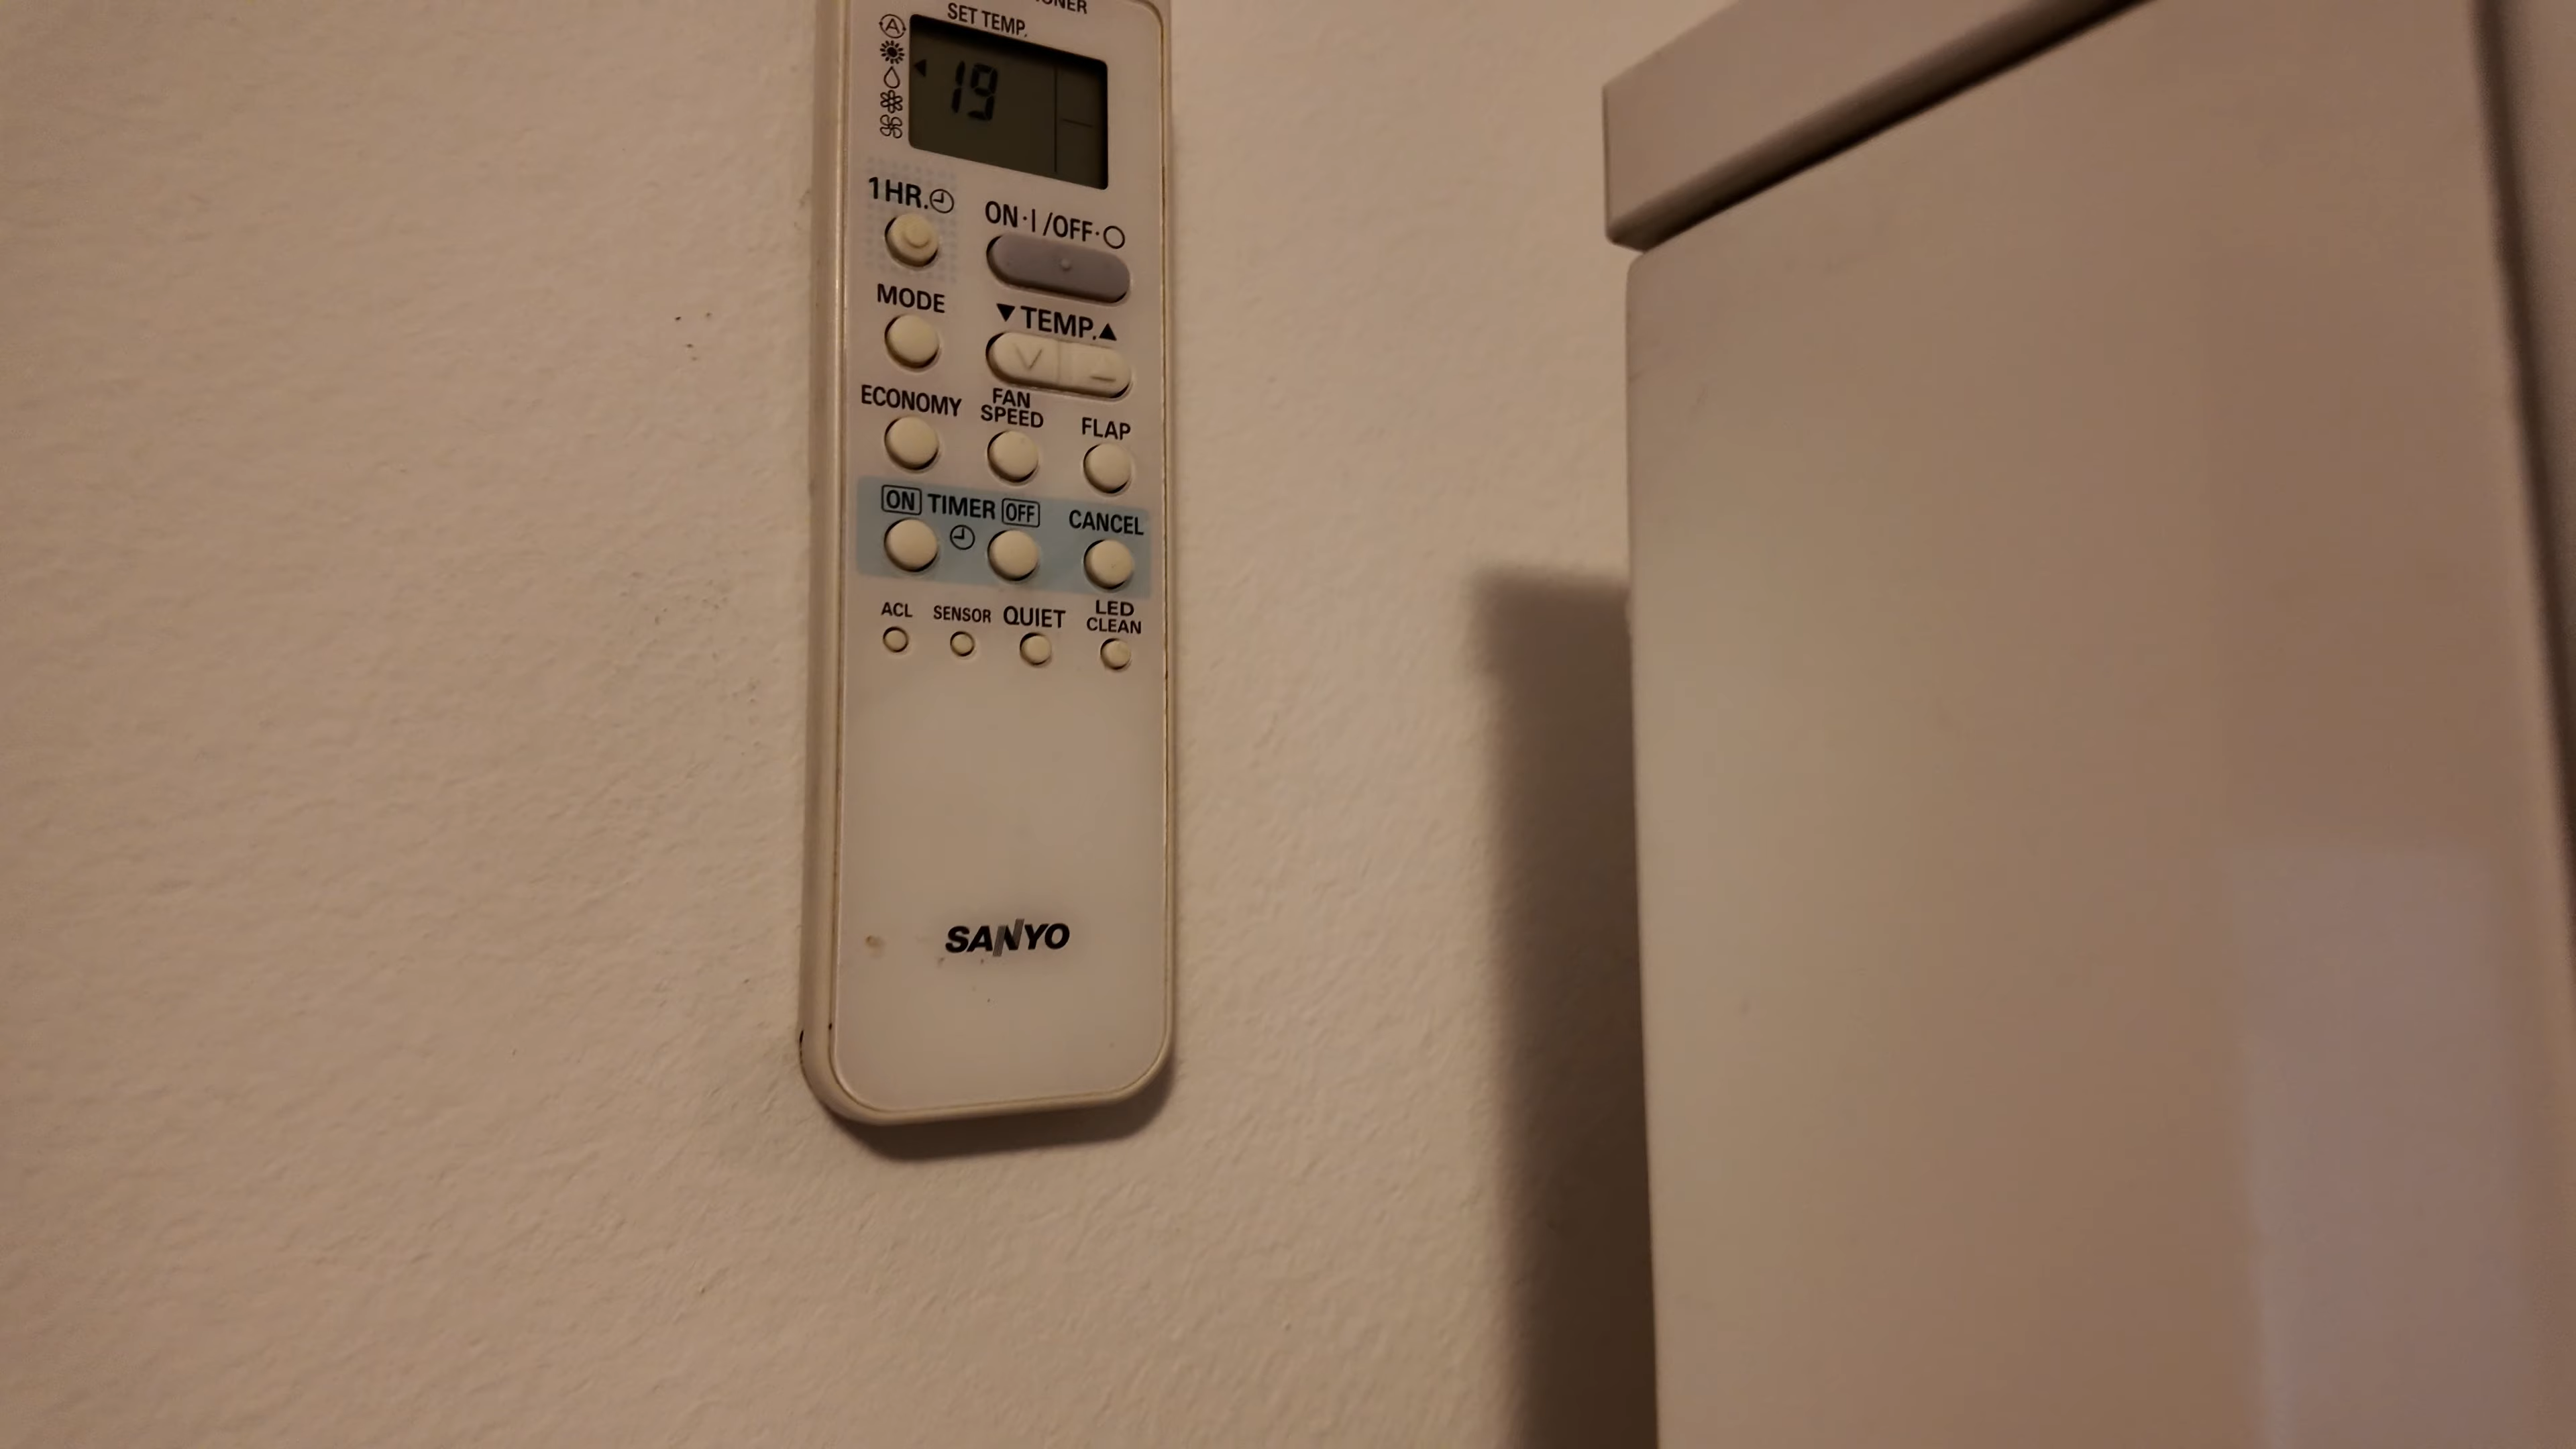 SET TEMP.
19
1HR.
ON·I/OFF·O
MODE
▼TEMP.▲
ECONOMY
FAN
SPEED
FLAP
ON TIMER OFF
CANCEL
ACL
SENSOR
QUIET
LED
CLEAN
SANYO